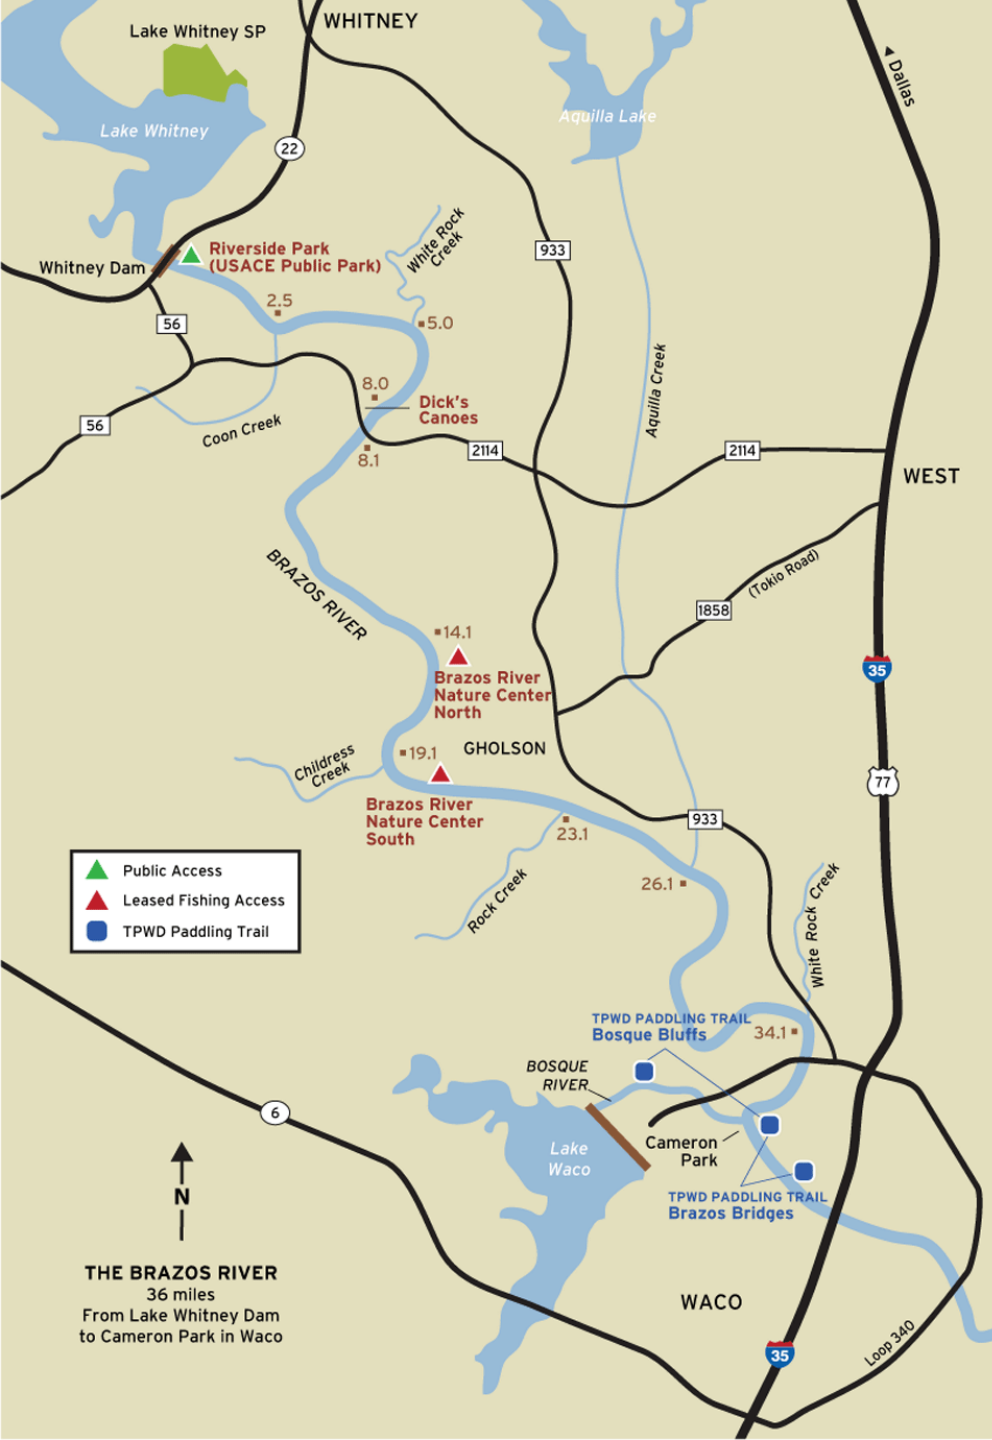 WHITNEY
Lake Whitney SP
Dallas
Lake Whitney
Aquilla Lake
22
933
White Rock
Creek
Riverside Park
(USACE Public Park)
Whitney Dam
2.5
56
5.0
8.0
Dick's
Canoes
Aquilla Creek
56
Coon Creek
2114
2114
8.1
WEST
BRAZOS RIVER
(Tokio Road)
1858
14.1
35
Brazos River
Nature Center
North
GHOLSON
19.1
Childress
Creek
77
Brazos River
Nature Center
South
933
23.1
Public Access
Leased Fishing Access
TPWD Paddling Trail
26.1
Rock Creek
White Rock Creek
TPWD PADDLING TRAIL
Bosque Bluffs
34.1
BOSQUE
RIVER
6
Lake
Waco
Cameron
Park
N
TPWD PADDLING TRAIL
Brazos Bridges
THE BRAZOS RIVER
36 miles
From Lake Whitney Dam
to Cameron Park in Waco
WACO
Loop 340
35